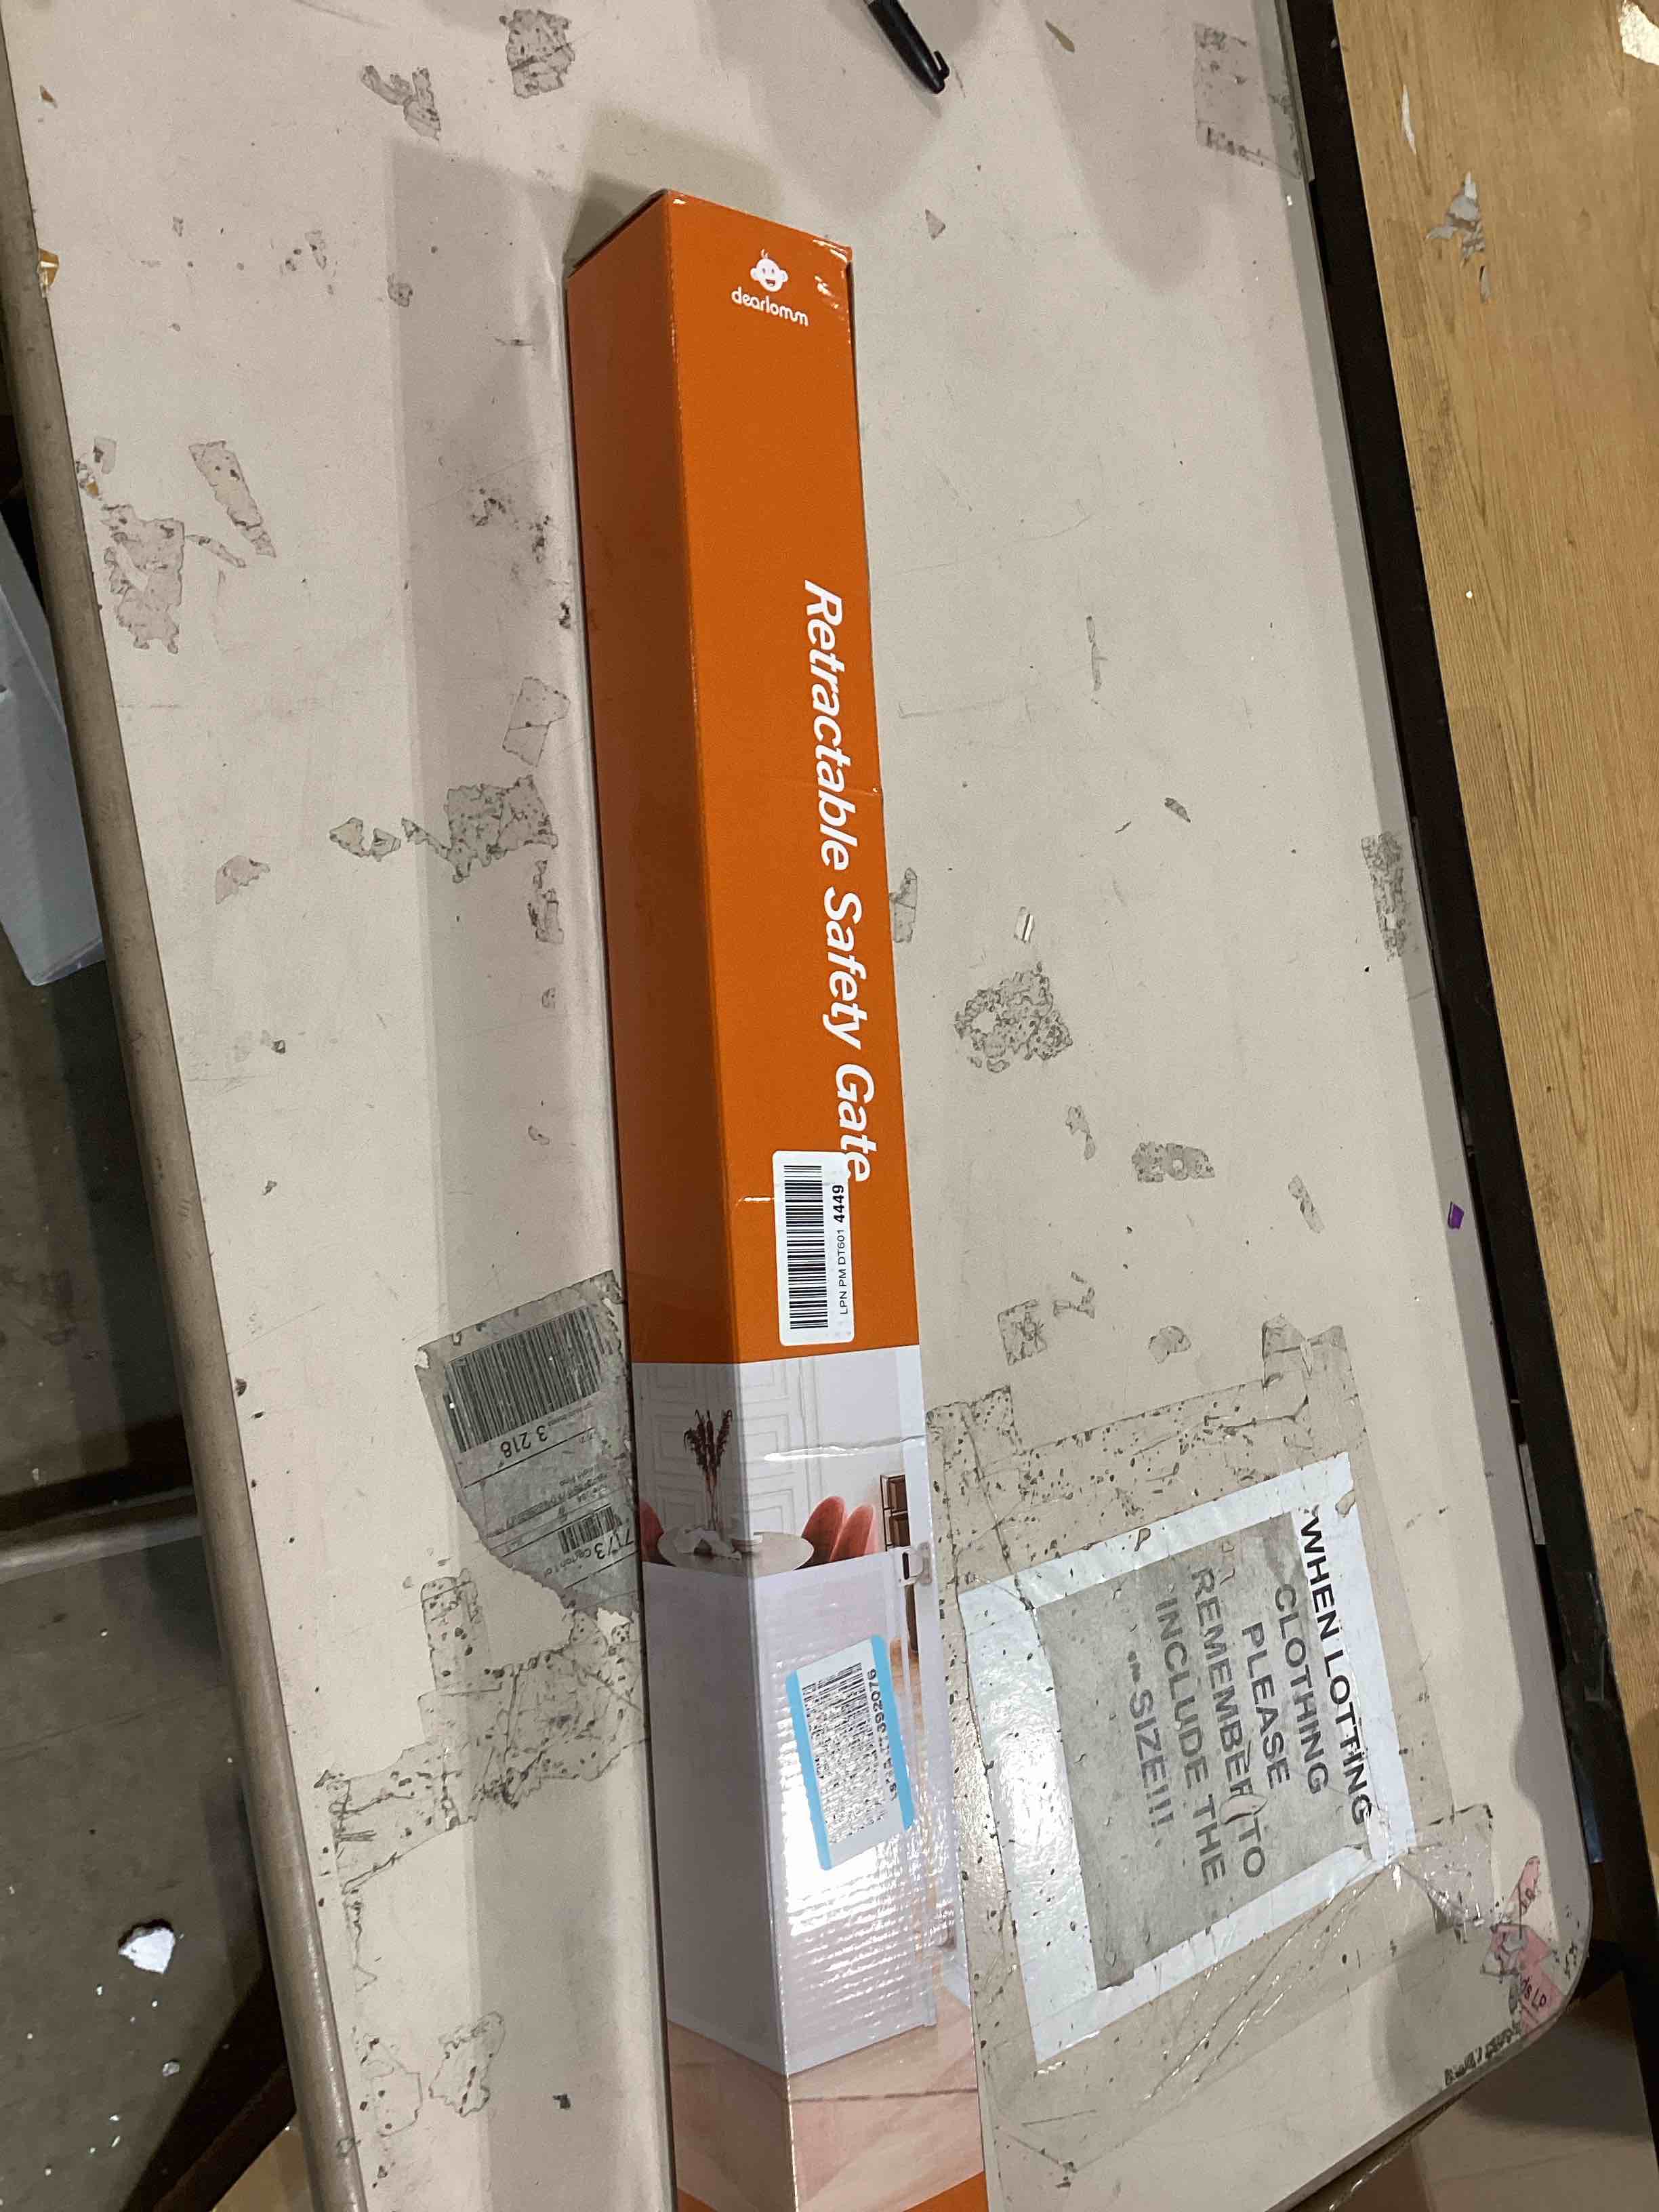 dearlomm
Retractable Safety Gate
LPN PM DT601 4449
392076
3 218
WHEN LOTTING
CLOTHING
PLEASE
REMEMBER TO
INCLUDE THE
SIZE!!!